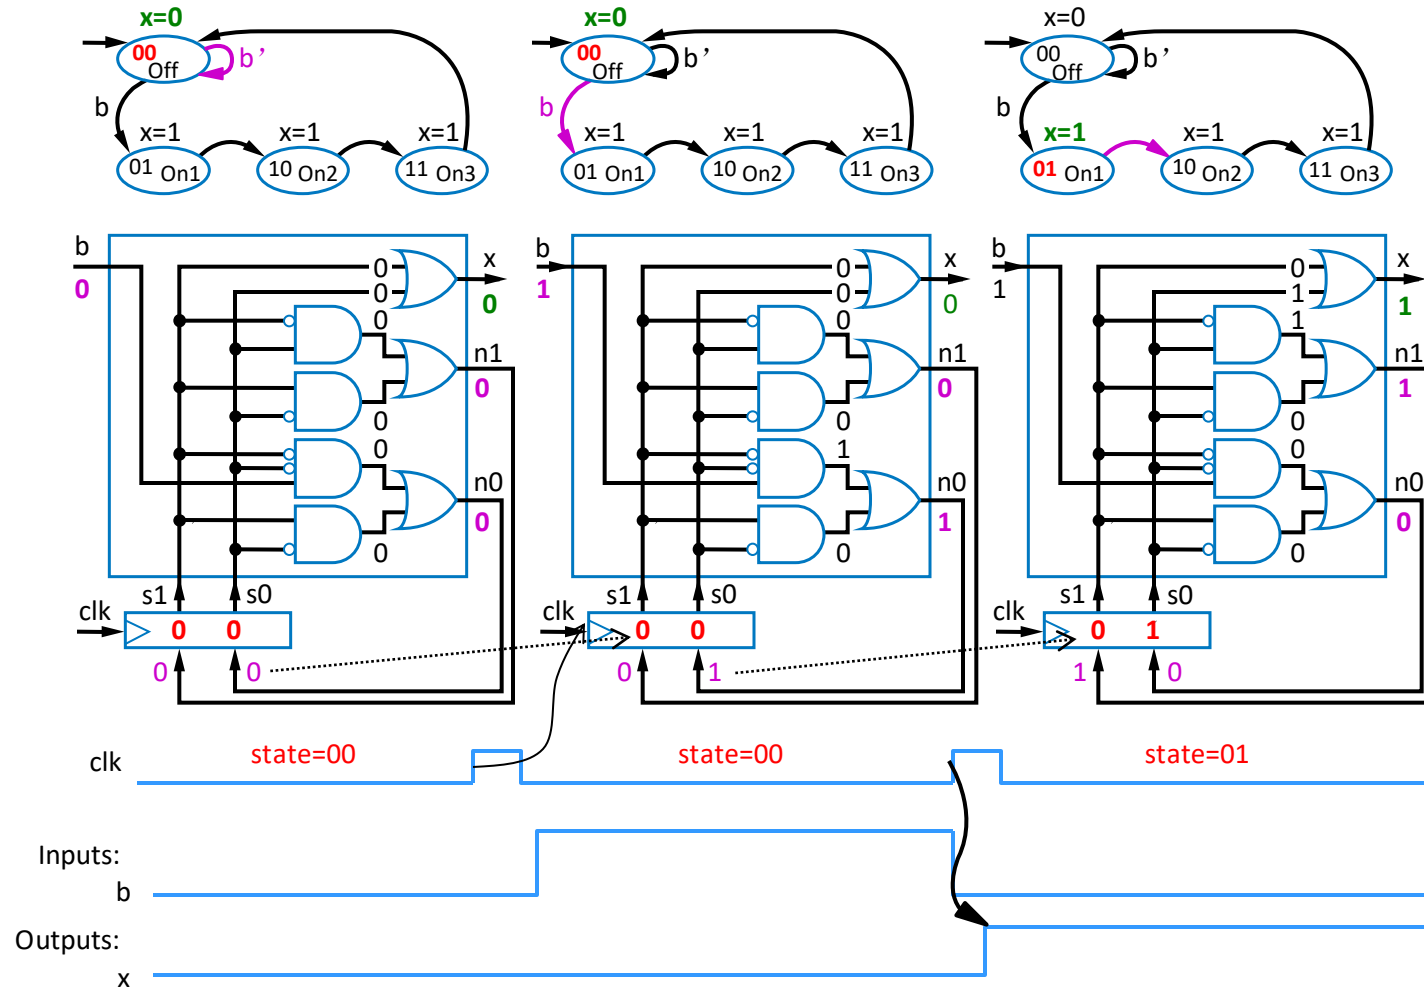 x=0 x=0 x=0
00 00 00
Off b’ Off b’ Off b’
b b b
x=1 x=1 x=1 x=1 x=1 x=1 x=1 x=1 x=1
01 On1 10 On2 11 On3 01 On1 10 On2 11 On3 01 On1 10 On2 11 On3
b x b x b x
0 0 1 0 1 1
0 0 0
0 0 1
0 0 1
n1 n1 n1
0 0 1
0 0 0
0 1 0
n0 n0 n0
0 1 0
0 0 0
s1 s0 s1 s0 s1 s0
clk clk clk
0 0 0 0 0 1
0 0 0 1 1 0
state=00 state=00 state=01
clk
Inputs:
b
Outputs:
x